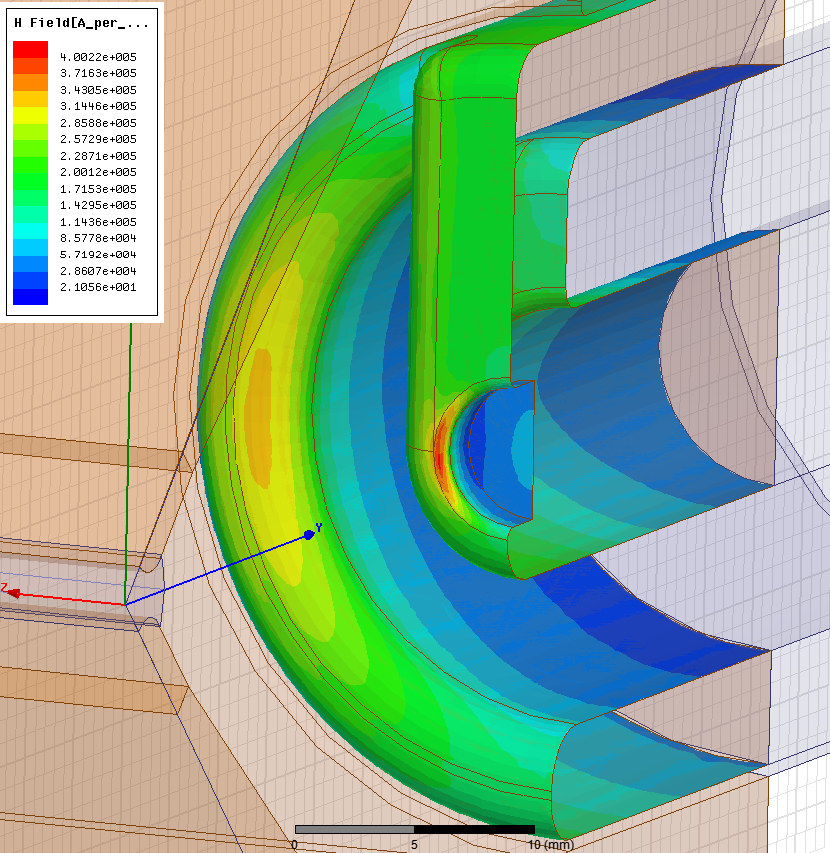 H Field[A_per_...
4.0022e+005
3.7163e+005
3.4305e+005
3.1446e+005
2.8588e+005
2.5729e+005
2.2871e+005
2.0012e+005
1.7153e+005
1.4295e+005
1.1436e+005
8.5778e+004
5.7192e+004
2.8607e+004
2.1056e+001
Y
Z
0 5 10 (mm)